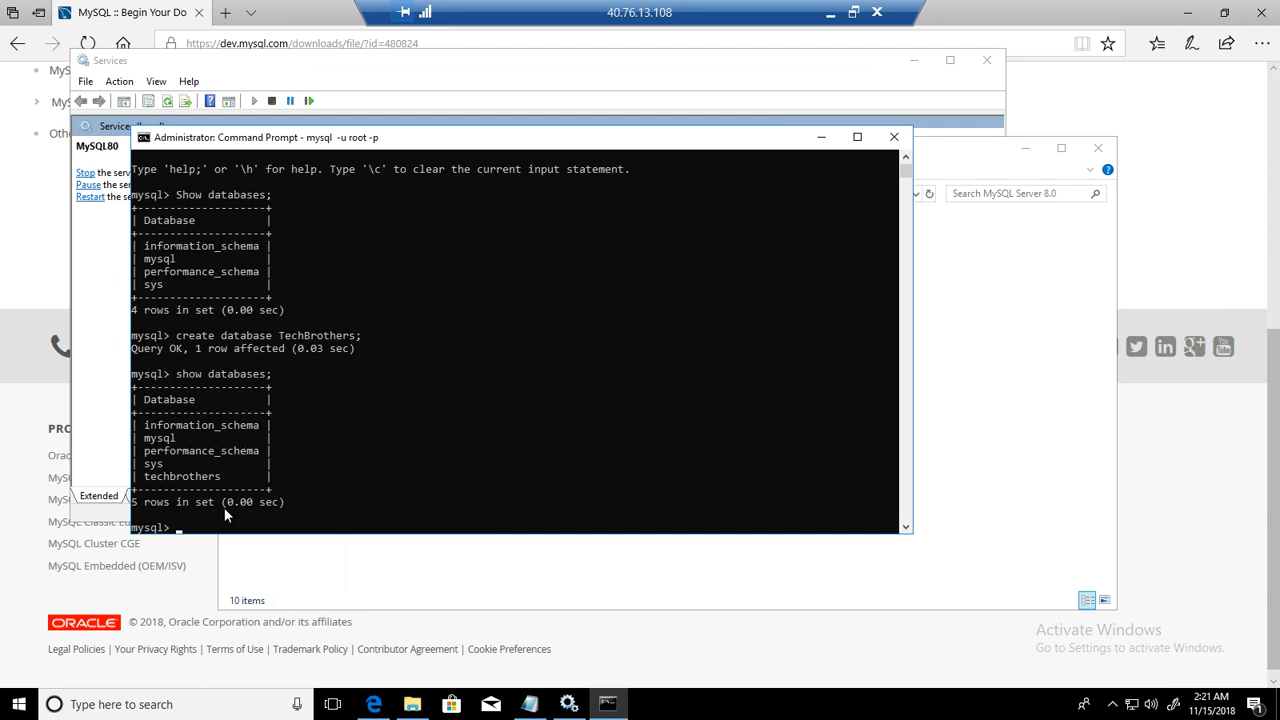 MySQL :: Begin Your Do
40.76.13.108
https://dev.mysql.com/downloads/file/?id=480824
Services
File Action View Help
MySQL80
Stop the serv
Pause the ser
Restart the se
Administrator: Command Prompt - mysql  -u root -p
Type 'help;' or '\h' for help. Type '\c' to clear the current input statement.
mysql> Show databases;
+--------------------+
| Database           |
+--------------------+
| information_schema |
| mysql              |
| performance_schema |
| sys                |
+--------------------+
4 rows in set (0.00 sec)
mysql> create database TechBrothers;
Query OK, 1 row affected (0.03 sec)
mysql> show databases;
+--------------------+
| Database           |
+--------------------+
| information_schema |
| mysql              |
| performance_schema |
| sys                |
| techbrothers       |
+--------------------+
5 rows in set (0.00 sec)
mysql> _
Search MySQL Server 8.0
Extended
MySQL Cluster CGE
MySQL Embedded (OEM/ISV)
10 items
ORACLE © 2018, Oracle Corporation and/or its affiliates
Legal Policies | Your Privacy Rights | Terms of Use | Trademark Policy | Contributor Agreement | Cookie Preferences
Activate Windows
Go to Settings to activate Windows.
Type here to search
2:21 AM
11/15/2018